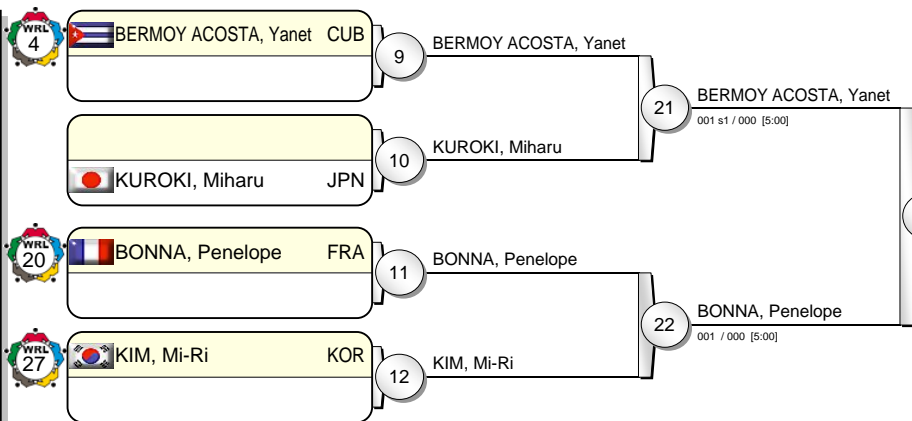 WRL
4
BERMOY ACOSTA, Yanet CUB
9
BERMOY ACOSTA, Yanet
21
BERMOY ACOSTA, Yanet
001 s1 / 000 [5:00]
KUROKI, Miharu JPN
10
KUROKI, Miharu
WRL
20
BONNA, Penelope FRA
11
BONNA, Penelope
22
BONNA, Penelope
001 / 000 [5:00]
WRL
27
KIM, Mi-Ri KOR
12
KIM, Mi-Ri